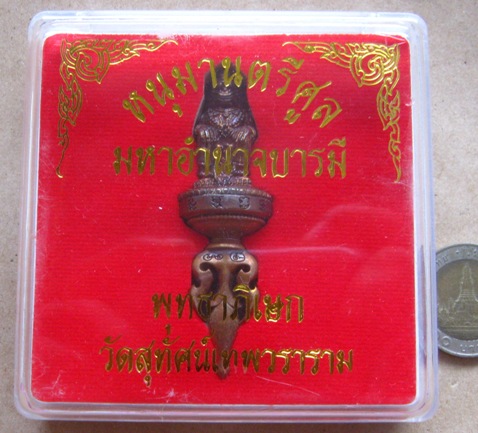 หนุมานตรีศูล
มหาอำนาจบารมี
พุทธาภิเษก
วัดสุทัศน์เทพวราราม